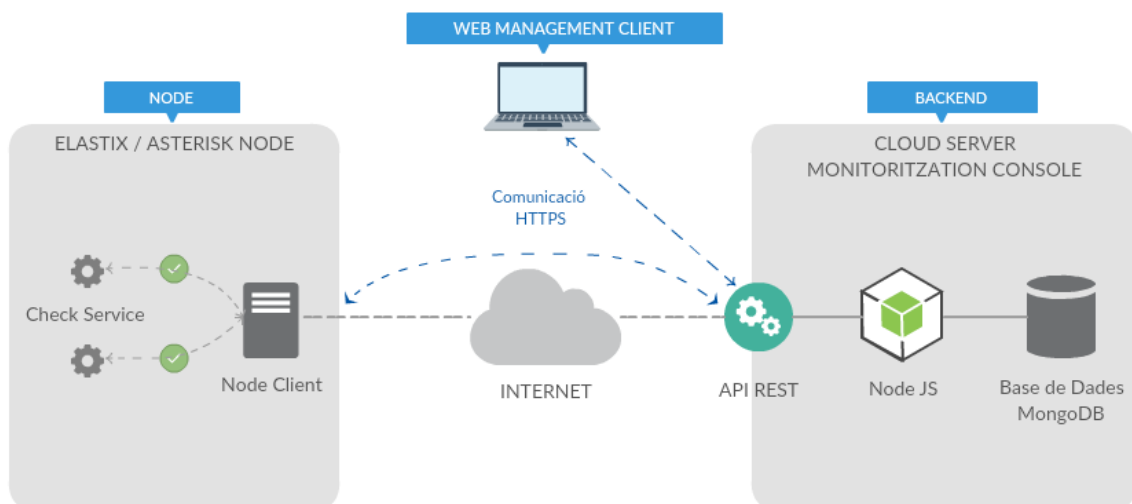 WEB MANAGEMENT CLIENT
NODE
BACKEND
ELASTIX / ASTERISK NODE
CLOUD SERVER
MONITORITZATION CONSOLE
Comunicació
HTTPS
Check Service
Node Client
INTERNET
API REST
Node JS
Base de Dades
MongoDB